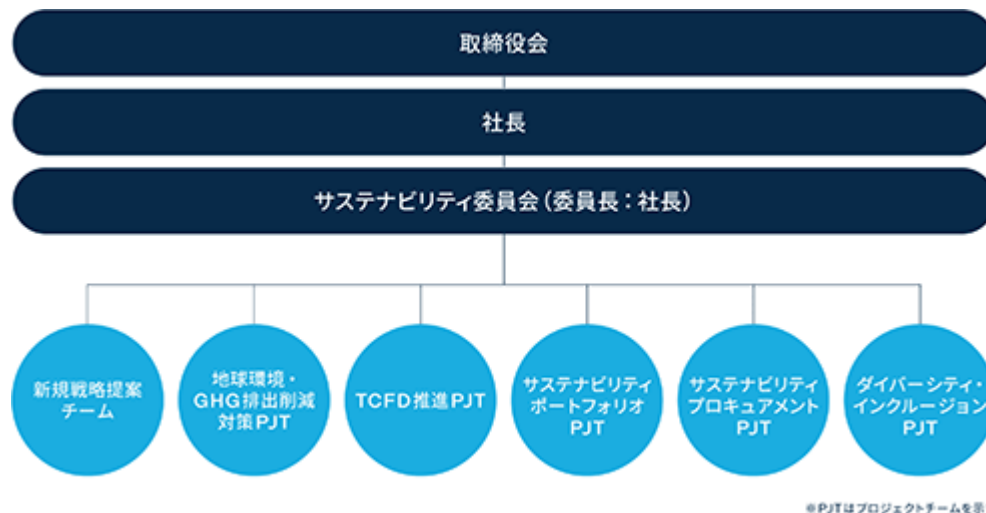 取締役会
社長
サステナビリティ委員会（委員長：社長）
新規戦略提案
チーム
地球環境・
GHG排出削減
対策PJT
TCFD推進PJT
サステナビリティ
ポートフォリオ
PJT
サステナビリティ
プロキュアメント
PJT
ダイバーシティ・
インクルージョン
PJT
※PJTはプロジェクトチームを示